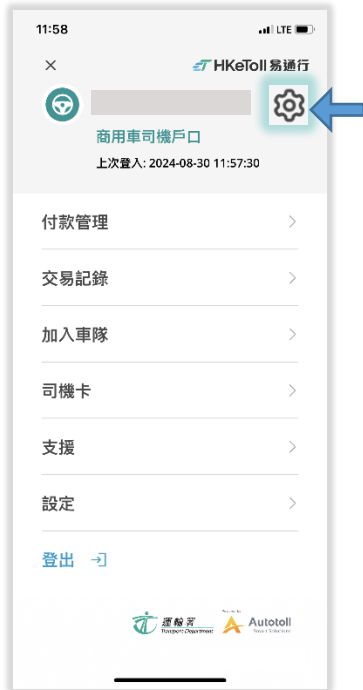 11:58
LTE
HKeToll 易通行
商用車司機戶口
上次登入: 2024-08-30 11:57:30
付款管理
交易記錄
加入車隊
司機卡
支援
設定
登出
運輸署
Transport Department
Autotoll
Smart Solutions